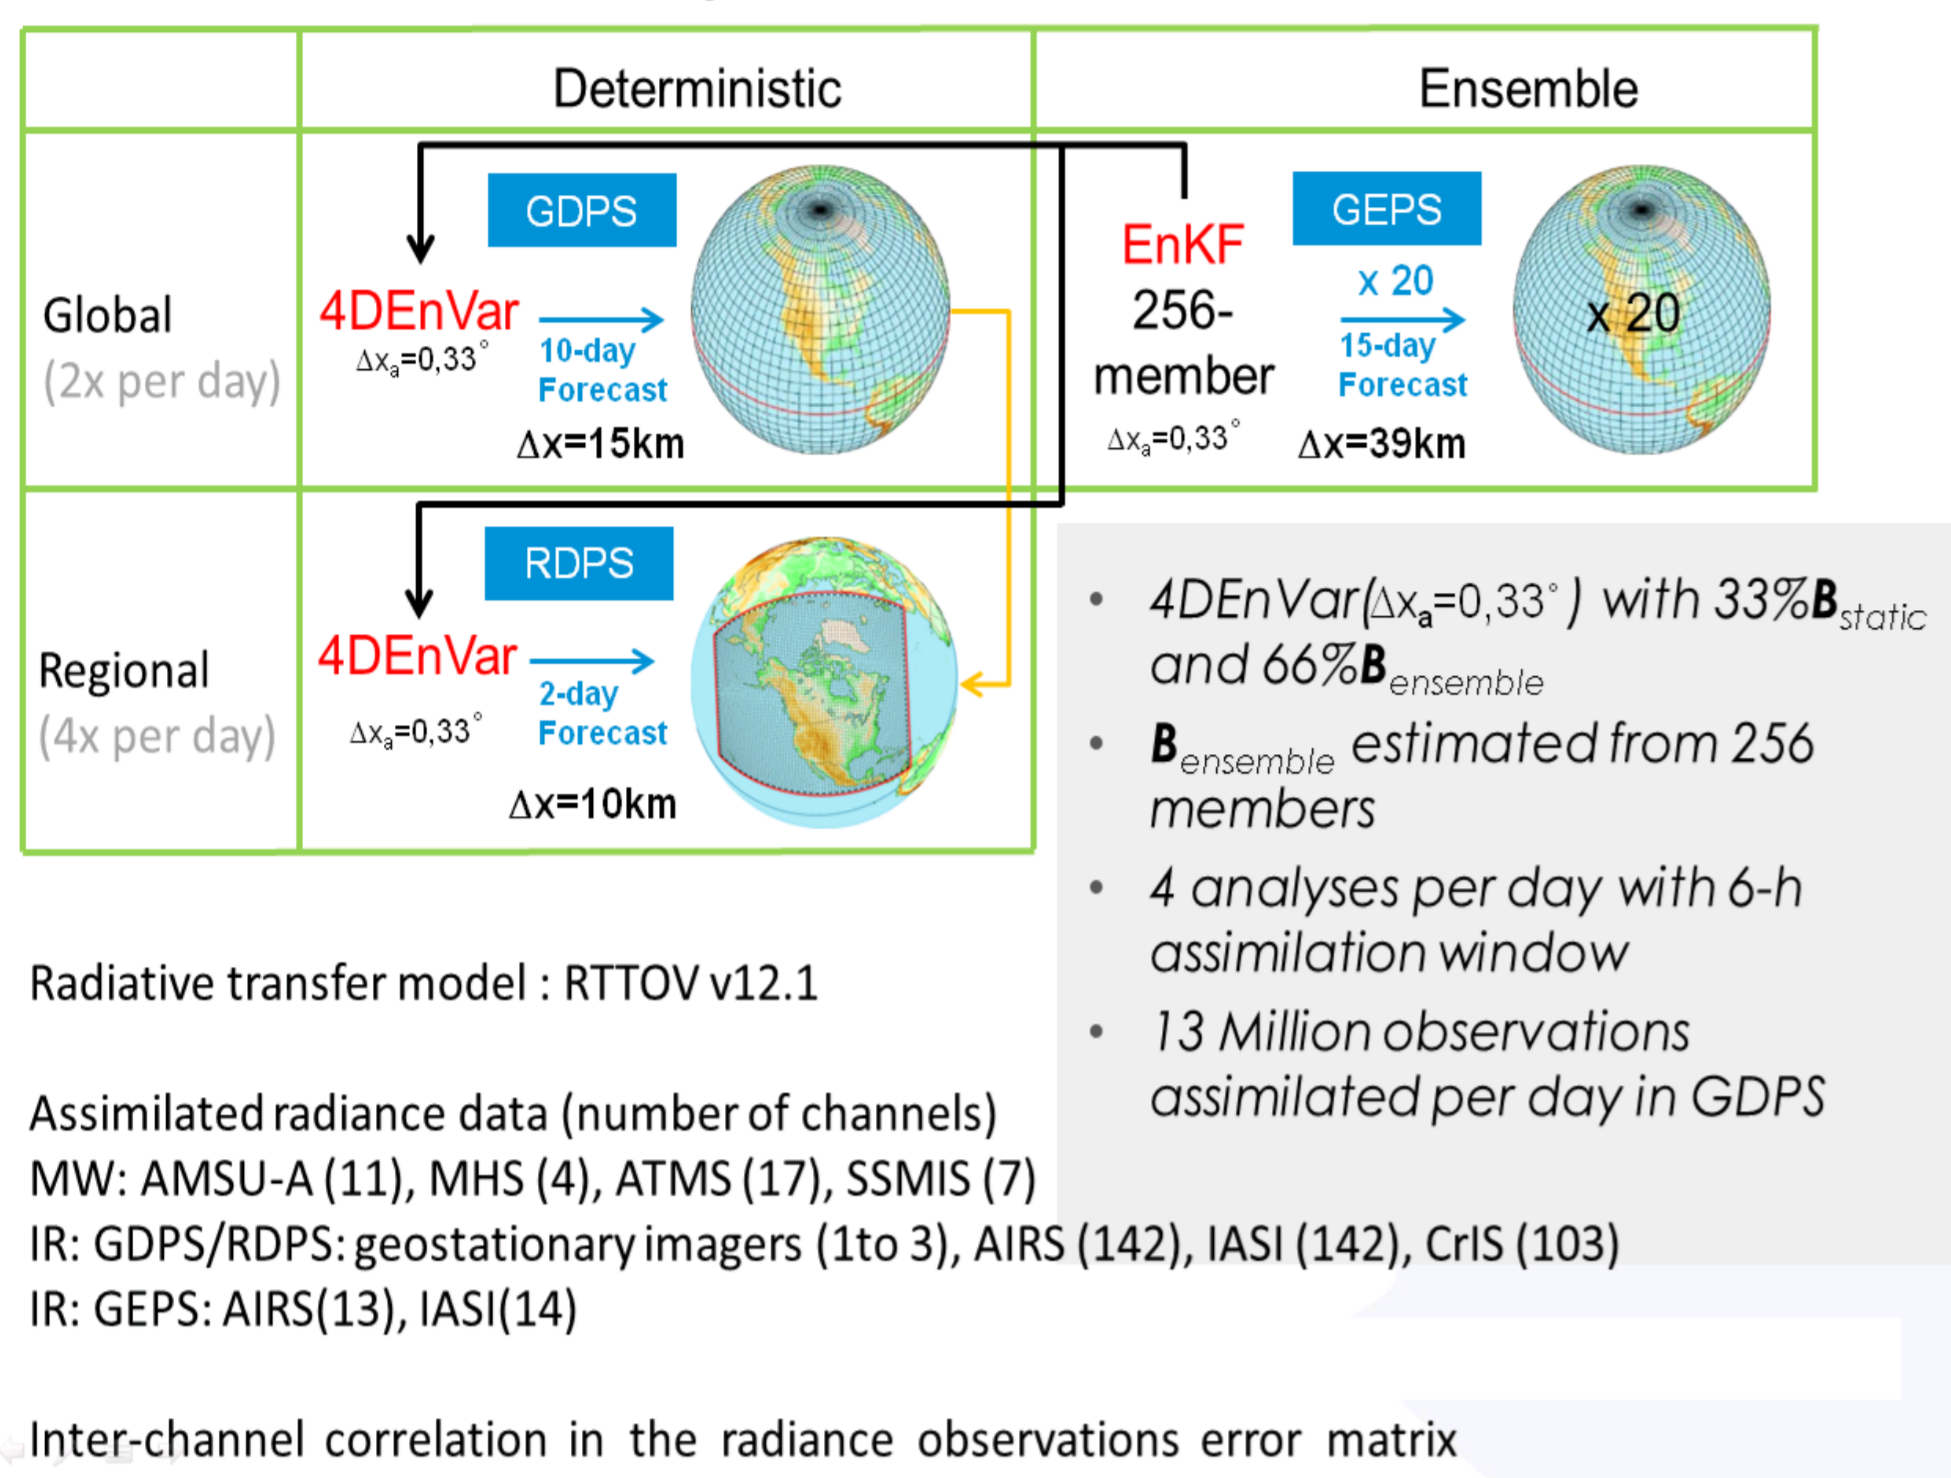 Deterministic
Ensemble
Global
(2x per day)
GDPS
4DEnVar
Δxₐ=0,33°
10-day
Forecast
Δx=15km
EnKF
256-
member
Δxₐ=0,33°
GEPS
x 20
15-day
Forecast
Δx=39km
x 20
Regional
(4x per day)
RDPS
4DEnVar
Δxₐ=0,33°
2-day
Forecast
Δx=10km
• 4DEnVar(Δxₐ=0,33°) with 33%B static
and 66%B ensemble
• B ensemble estimated from 256
members
• 4 analyses per day with 6-h
assimilation window
• 13 Million observations
assimilated per day in GDPS
Radiative transfer model : RTTOV v12.1
Assimilated radiance data (number of channels)
MW: AMSU-A (11), MHS (4), ATMS (17), SSMIS (7)
IR: GDPS/RDPS: geostationary imagers (1to 3), AIRS (142), IASI (142), CrIS (103)
IR: GEPS: AIRS(13), IASI(14)
Inter-channel correlation in the radiance observations error matrix